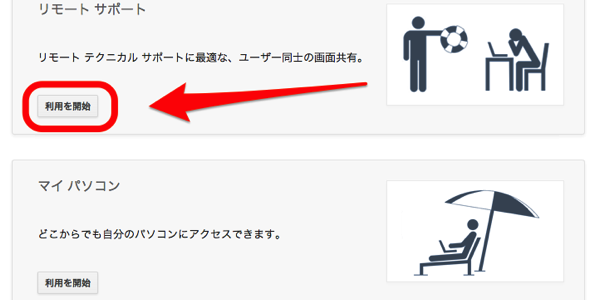 リモート サポート
リモート テクニカル サポートに最適な、ユーザー同士の画面共有。
利用を開始
マイ パソコン
どこからでも自分のパソコンにアクセスできます。
利用を開始